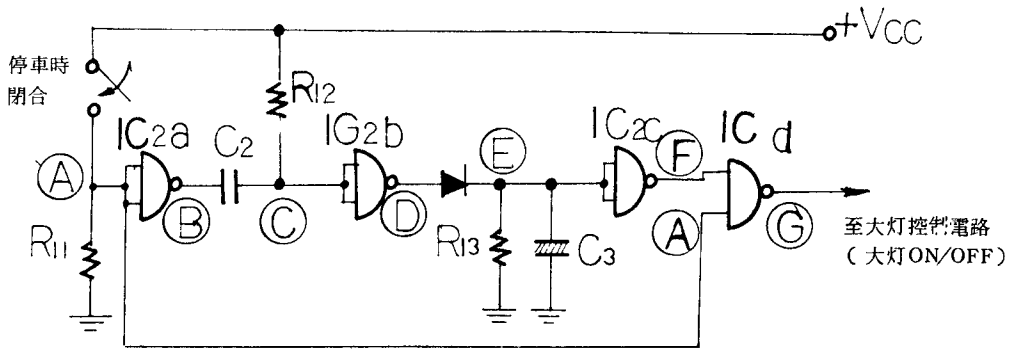 +VCC
停車時
閉合
R12
IC2a
C2
IG2b
E
IC2c
F
IC d
A
B
C
D
R13
C3
A
G
R11
至大灯控制電路
(大灯ON/OFF)